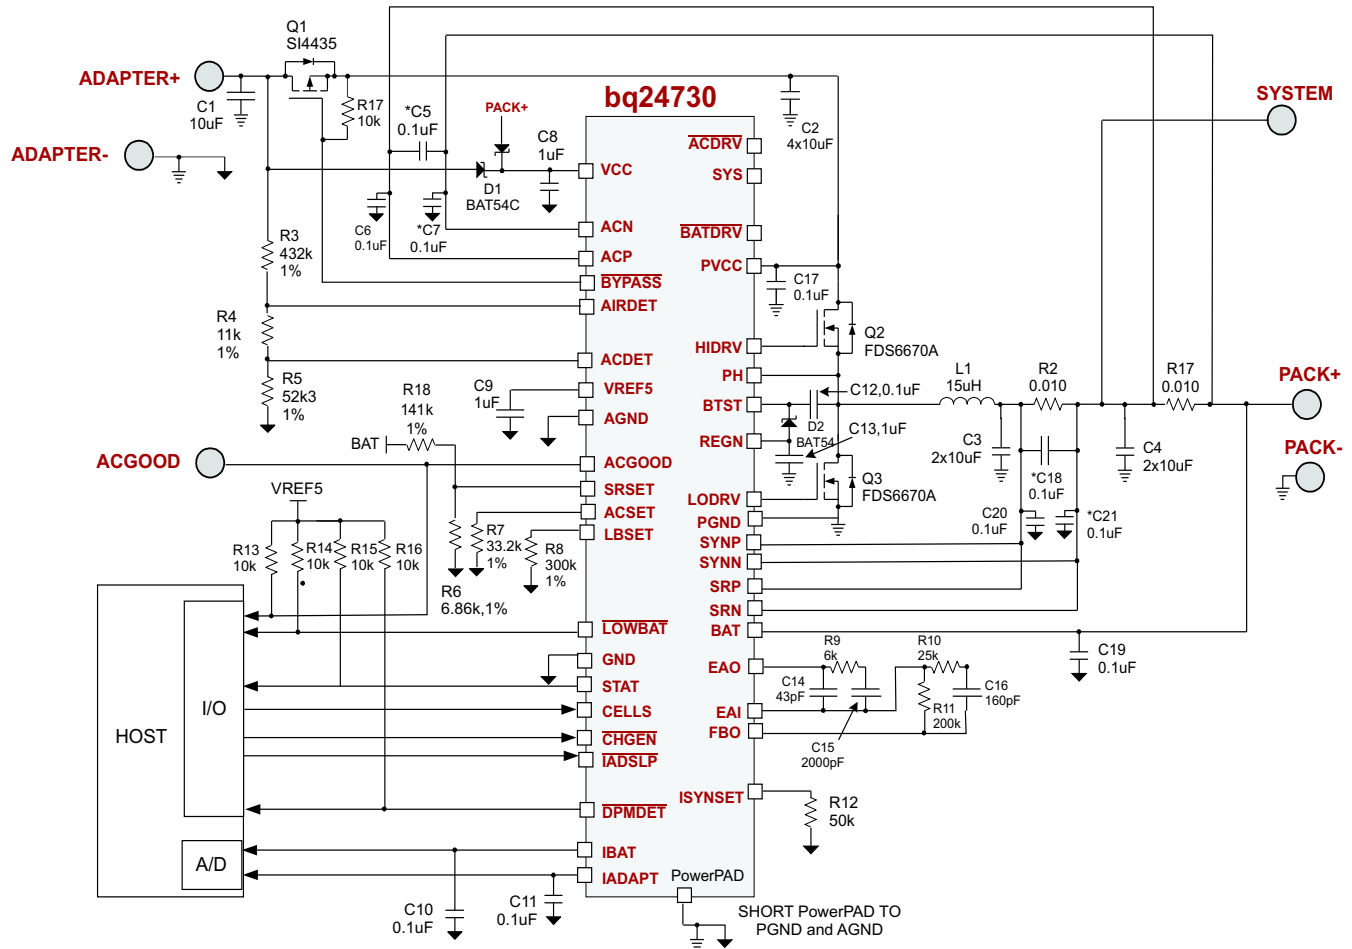 Q1
SI4435
ADAPTER+
C1
10uF
R17
10k
*C5
0.1uF
PACK+
C8
1uF
D1
BAT54C
ADAPTER-
C6
0.1uF
*C7
0.1uF
R3
432k
1%
R4
11k
1%
R5
52k3
1%
R18
141k
1%
BAT
C9
1uF
ACGOOD
VREF5
R13
10k
R14
10k
R15
10k
R16
10k
R6
6.86k,1%
R7
33.2k
1%
R8
300k
1%
HOST
I/O
A/D
C10
0.1uF
C11
0.1uF
bq24730
VCC
ACN
ACP
BYPASS
AIRDET
ACDET
VREF5
AGND
ACGOOD
SRSET
ACSET
LBSET
LOWBAT
GND
STAT
CELLS
CHGEN
IADSLP
DPMDET
IBAT
IADAPT
ACDRV
SYS
BATDRV
PVCC
HIDRV
PH
BTST
REGN
LODRV
PGND
SYNP
SYNN
SRP
SRN
BAT
EAO
EAI
FBO
ISYNSET
PowerPAD
SHORT PowerPAD TO
PGND and AGND
C2
4x10uF
C17
0.1uF
Q2
FDS6670A
C12,0.1uF
D2
BAT54
C13,1uF
Q3
FDS6670A
L1
15uH
R2
0.010
R17
0.010
SYSTEM
PACK+
PACK-
C3
2x10uF
C4
2x10uF
*C18
0.1uF
C20
0.1uF
*C21
0.1uF
C19
0.1uF
R9
6k
R10
25k
C14
43pF
C16
160pF
R11
200k
C15
2000pF
R12
50k